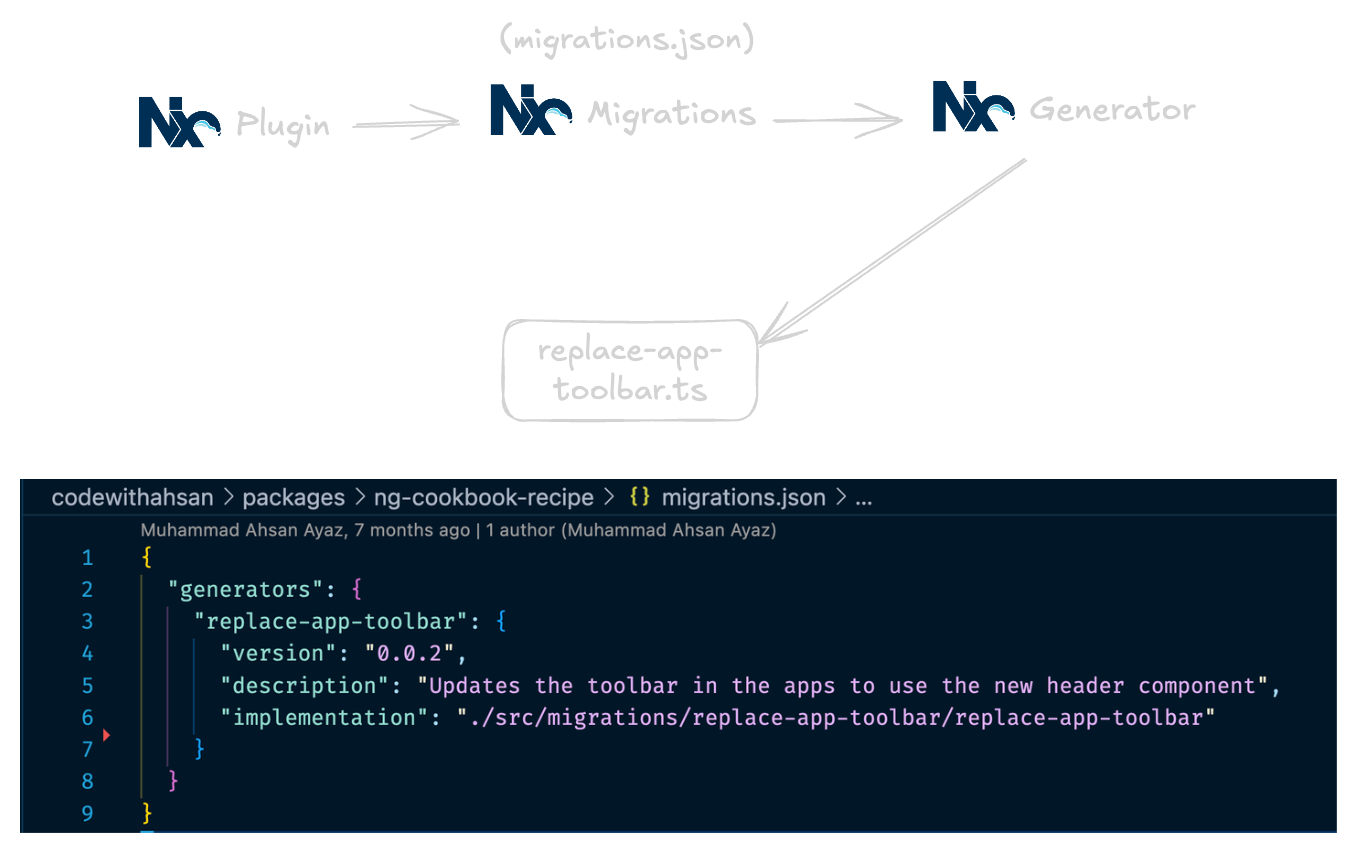 (migrations.json)
Nx Plugin
Nx Migrations
Nx Generator
replace-app-
toolbar.ts
codewithahsan > packages > ng-cookbook-recipe > {} migrations.json > ...
Muhammad Ahsan Ayaz, 7 months ago | 1 author (Muhammad Ahsan Ayaz)
1 {
2 "generators": {
3 "replace-app-toolbar": {
4 "version": "0.0.2",
5 "description": "Updates the toolbar in the apps to use the new header component",
6 "implementation": "./src/migrations/replace-app-toolbar/replace-app-toolbar"
7 }
8 }
9 }